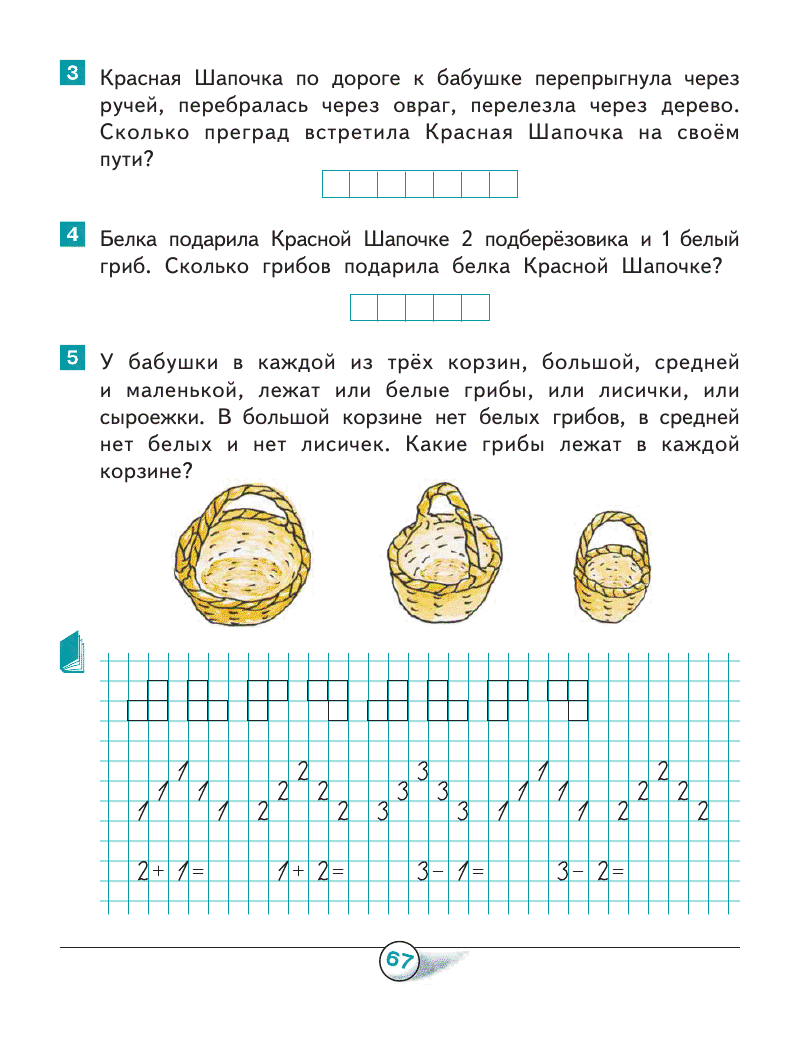 3 Красная Шапочка по дороге к бабушке перепрыгнула через
ручей, перебралась через овраг, перелезла через дерево.
Сколько преград встретила Красная Шапочка на своём
пути?
4 Белка подарила Красной Шапочке 2 подберёзовика и 1 белый
гриб. Сколько грибов подарила белка Красной Шапочке?
5 У бабушки в каждой из трёх корзин, большой, средней
и маленькой, лежат или белые грибы, или лисички, или
сыроежки. В большой корзине нет белых грибов, в средней
нет белых и нет лисичек. Какие грибы лежат в каждой
корзине?
1 2 3 1 2
1 1 2 2 3 3 1 1 2 2
1 1 2 2 3 3 1 1 2 2
2+ 1= 1+ 2= 3− 1= 3− 2=
67